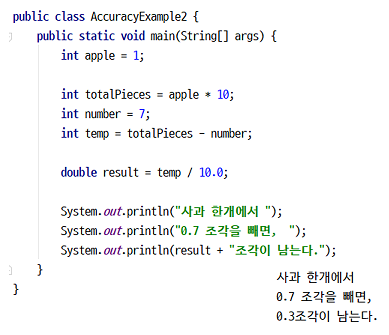 public class AccuracyExample2 {
public static void main(String[] args) {
int apple = 1;
int totalPieces = apple * 10;
int number = 7;
int temp = totalPieces - number;
double result = temp / 10.0;
System.out.println("사과 한개에서 ");
System.out.println("0.7 조각을 빼면, ");
System.out.println(result + "조각이 남는다.");
}
}
사과 한개에서
0.7 조각을 빼면,
0.3조각이 남는다.